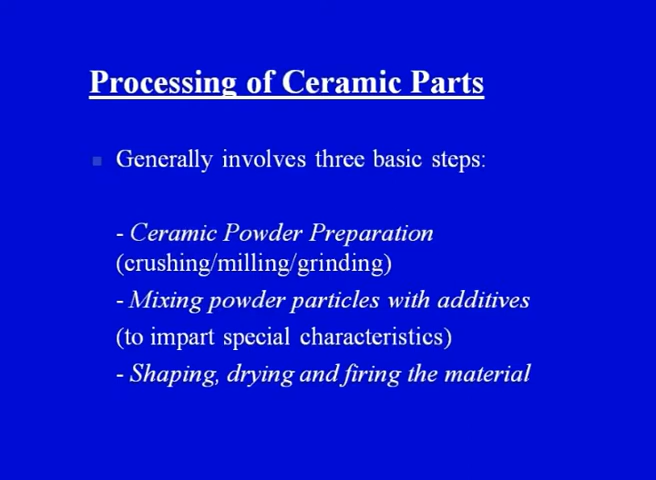 Processing of Ceramic Parts
Generally involves three basic steps:
- Ceramic Powder Preparation
(crushing/milling/grinding)
- Mixing powder particles with additives
(to impart special characteristics)
- Shaping, drying and firing the material